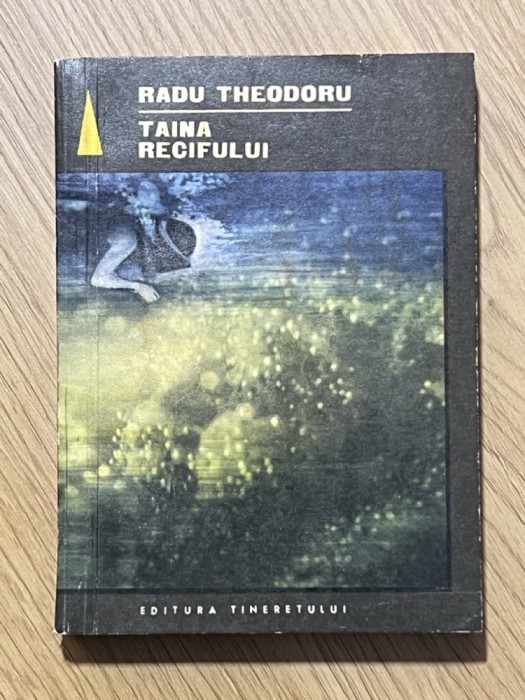 RADU THEODORU
TAINA
RECIFULUI
EDITURA TINERETULUI